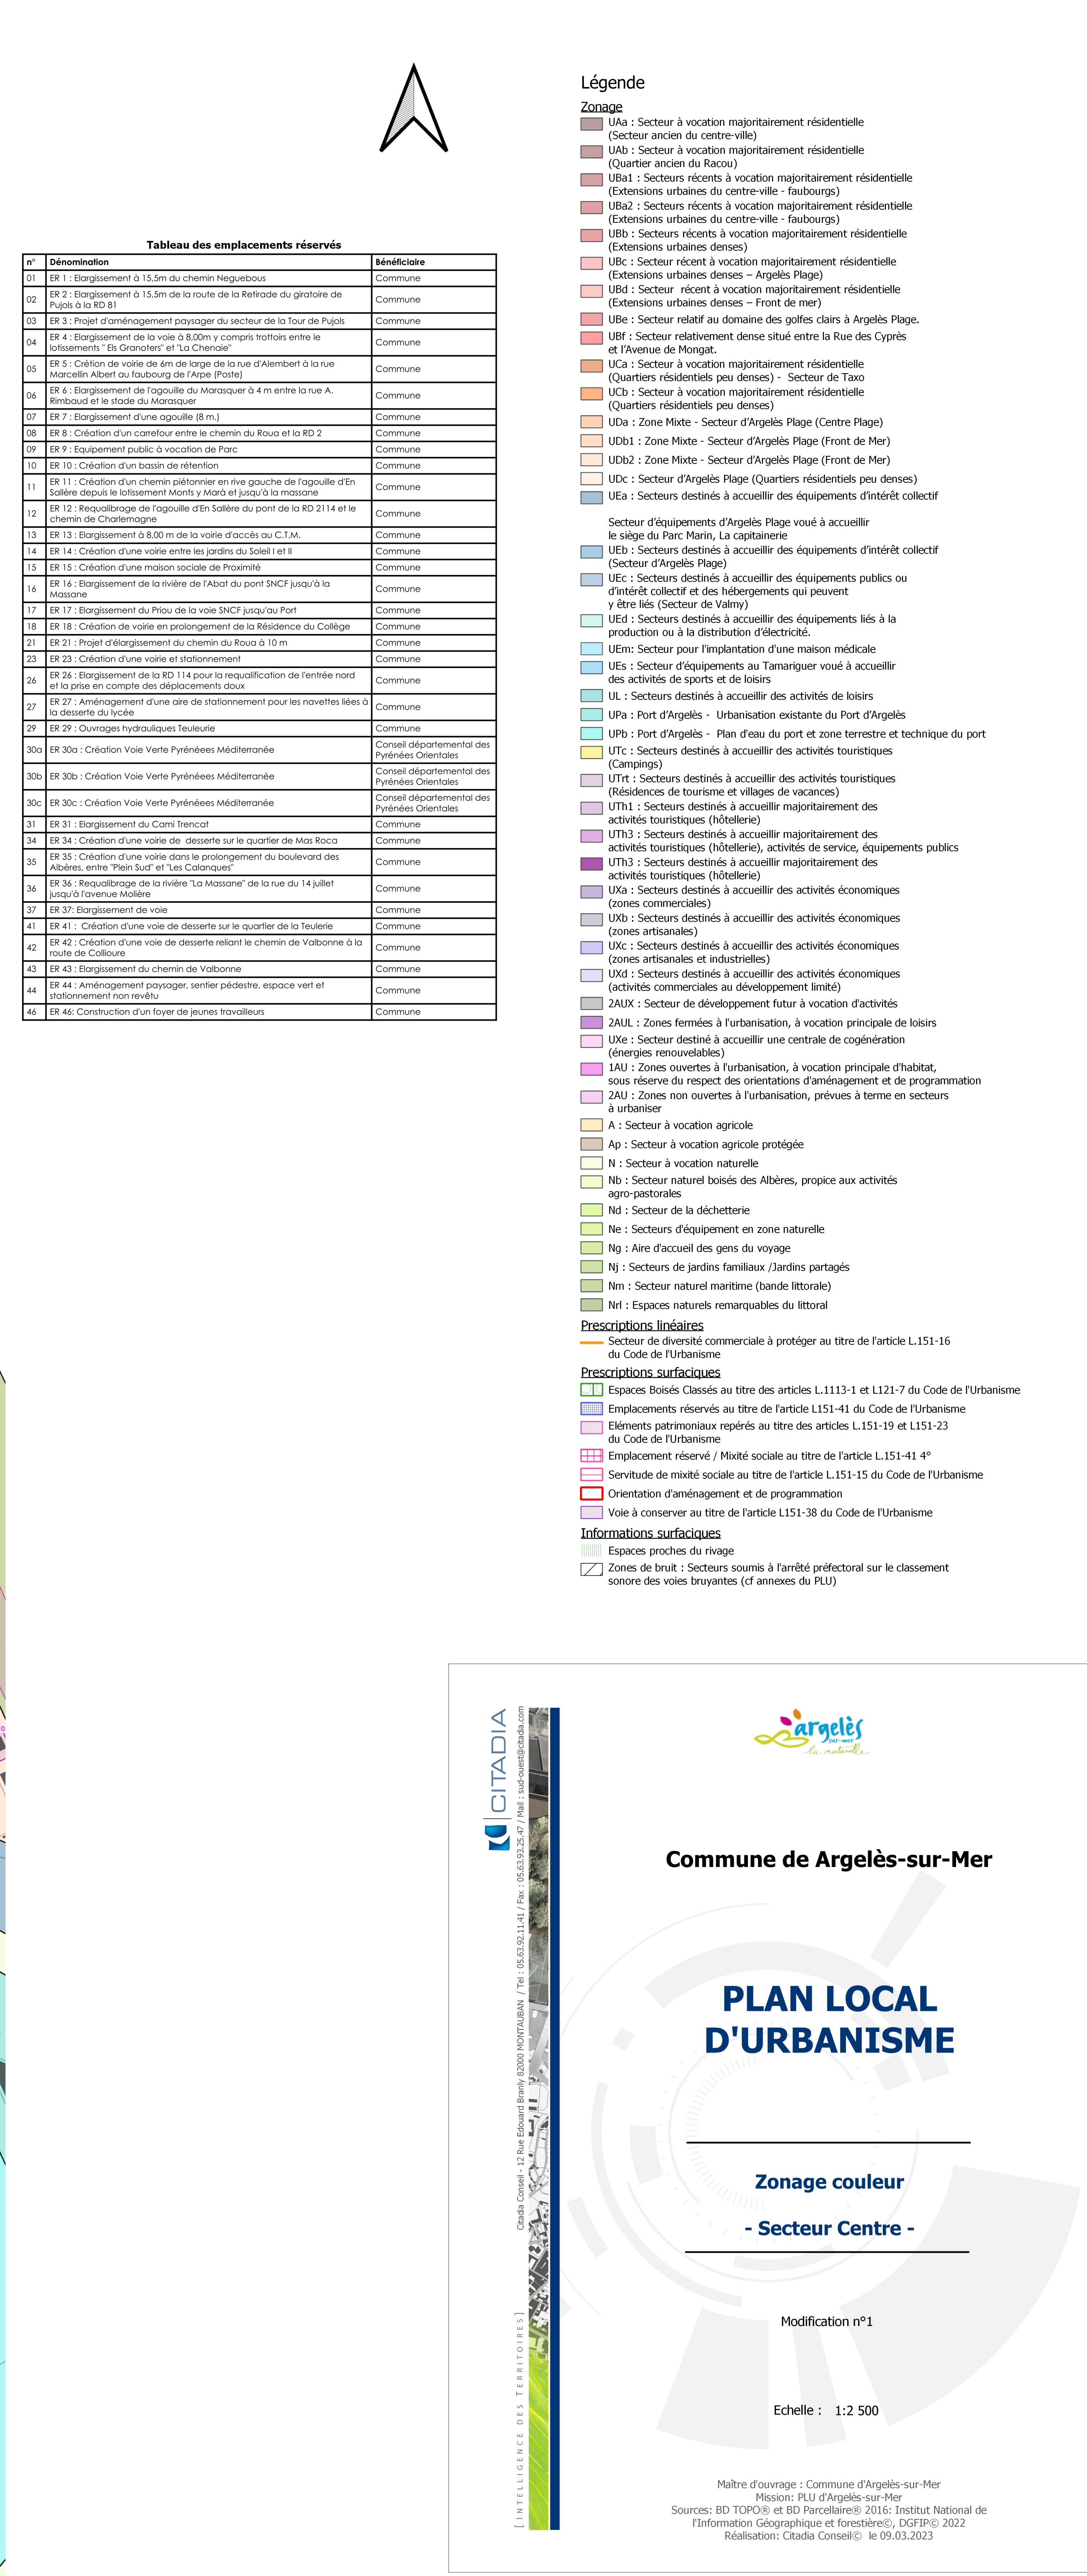 Tableau des emplacements réservés
n° Dénomination Bénéficiaire
01 ER 1 : Elargissement à 15,5m du chemin Neguebous Commune
02 ER 2 : Elargissement à 15,5m de la route de la Retirada du giratoire de
Pujols à la RD 81 Commune
03 ER 3 : Projet d'aménagement paysager du secteur de la Tour de Pujols Commune
04 ER 4 : Elargissement de la voie à 8,00m y compris trottoirs entre le
lotissements " Els Granoters" et "La Chenaie" Commune
05 ER 5 : Crétion de voirie de 6m de large de la rue d'Alembert à la rue
Marcellin Albert au faubourg de l'Arpe (Poste) Commune
06 ER 6 : Elargissement de l'agouille du Marasquer à 4 m entre la rue A.
Rimbaud et le stade du Marasquer Commune
07 ER 7 : Elargissement d'une agouille (8 m.) Commune
08 ER 8 : Création d'un carrefour entre le chemin du Roua et la RD 2 Commune
09 ER 9 : Equipement public à vocation de Parc Commune
10 ER 10 : Création d'un bassin de rétention Commune
11 ER 11 : Création d'un chemin piétonnier en rive gauche de l'agouille d'En
Sallère depuis le lotissement Monts y Marà et jusqu'à la massane Commune
12 ER 12 : Requalibrage de l'agouille d'En Sallère du pont de la RD 2114 et le
chemin de Charlemagne Commune
13 ER 13 : Elargissement à 8,00 m de la voirie d'accès au C.T.M. Commune
14 ER 14 : Création d'une voirie entre les jardins du Soleil I et II Commune
15 ER 15 : Création d'une maison sociale de Proximité Commune
16 ER 16 : Elargissement de la rivière de l'Abat du pont SNCF jusqu'à la
Massane Commune
17 ER 17 : Elargissement du Priou de la voie SNCF jusqu'au Port Commune
18 ER 18 : Création de voirie en prolongement de la Résidence du Collège Commune
21 ER 21 : Projet d'élargissement du chemin du Roua à 10 m Commune
23 ER 23 : Création d'une voirie et stationnement Commune
26 ER 26 : Elargissement de la RD 114 pour la requalification de l'entrée nord
et la prise en compte des déplacements doux Commune
27 ER 27 : Aménagement d'une aire de stationnement pour les navettes liées à
la desserte du lycée Commune
29 ER 29 : Ouvrages hydrauliques Teuleurie Commune
30a ER 30a : Création Voie Verte Pyrénéees Méditerranée Conseil départemental des
Pyrénées Orientales
30b ER 30b : Création Voie Verte Pyrénéees Méditerranée Conseil départemental des
Pyrénées Orientales
30c ER 30c : Création Voie Verte Pyrénéees Méditerranée Conseil départemental des
Pyrénées Orientales
31 ER 31 : Elargissement du Cami Trencat Commune
34 ER 34 : Création d'une voirie de  desserte sur le quartier de Mas Roca Commune
35 ER 35 : Création d'une voirie dans le prolongement du boulevard des
Albères, entre "Plein Sud" et "Les Calanques" Commune
36 ER 36 : Requalibrage de la rivière "La Massane" de la rue du 14 juillet
jusqu'à l'avenue Molière Commune
37 ER 37: Elargissement de voie Commune
41 ER 41 :  Création d'une voie de desserte sur le quartier de la Teulerie Commune
42 ER 42 : Création d'une voie de desserte reliant le chemin de Valbonne à la
route de Collioure Commune
43 ER 43 : Elargissement du chemin de Valbonne Commune
44 ER 44 : Aménagement paysager, sentier pédestre, espace vert et
stationnement non revêtu Commune
46 ER 46: Construction d'un foyer de jeunes travailleurs Commune
Légende
Zonage
UAa : Secteur à vocation majoritairement résidentielle
(Secteur ancien du centre-ville)
UAb : Secteur à vocation majoritairement résidentielle
(Quartier ancien du Racou)
UBa1 : Secteurs récents à vocation majoritairement résidentielle
(Extensions urbaines du centre-ville - faubourgs)
UBa2 : Secteurs récents à vocation majoritairement résidentielle
(Extensions urbaines du centre-ville - faubourgs)
UBb : Secteurs récents à vocation majoritairement résidentielle
(Extensions urbaines denses)
UBc : Secteur récent à vocation majoritairement résidentielle
(Extensions urbaines denses – Argelès Plage)
UBd : Secteur  récent à vocation majoritairement résidentielle
(Extensions urbaines denses – Front de mer)
UBe : Secteur relatif au domaine des golfes clairs à Argelès Plage.
UBf : Secteur relativement dense situé entre la Rue des Cyprès
et l'Avenue de Mongat.
UCa : Secteur à vocation majoritairement résidentielle
(Quartiers résidentiels peu denses) -  Secteur de Taxo
UCb : Secteur à vocation majoritairement résidentielle
(Quartiers résidentiels peu denses)
UDa : Zone Mixte - Secteur d'Argelès Plage (Centre Plage)
UDb1 : Zone Mixte - Secteur d'Argelès Plage (Front de Mer)
UDb2 : Zone Mixte - Secteur d'Argelès Plage (Front de Mer)
UDc : Secteur d'Argelès Plage (Quartiers résidentiels peu denses)
UEa : Secteurs destinés à accueillir des équipements d'intérêt collectif
Secteur d'équipements d'Argelès Plage voué à accueillir
le siège du Parc Marin, La capitainerie
UEb : Secteurs destinés à accueillir des équipements d'intérêt collectif
(Secteur d'Argelès Plage)
UEc : Secteurs destinés à accueillir des équipements publics ou
d'intérêt collectif et des hébergements qui peuvent
y être liés (Secteur de Valmy)
UEd : Secteurs destinés à accueillir des équipements liés à la
production ou à la distribution d'électricité.
UEm: Secteur pour l'implantation d'une maison médicale
UEs : Secteur d'équipements au Tamariguer voué à accueillir
des activités de sports et de loisirs
UL : Secteurs destinés à accueillir des activités de loisirs
UPa : Port d'Argelès -  Urbanisation existante du Port d'Argelès
UPb : Port d'Argelès -  Plan d'eau du port et zone terrestre et technique du port
UTc : Secteurs destinés à accueillir des activités touristiques
(Campings)
UTrt : Secteurs destinés à accueillir des activités touristiques
(Résidences de tourisme et villages de vacances)
UTh1 : Secteurs destinés à accueillir majoritairement des
activités touristiques (hôtellerie)
UTh3 : Secteurs destinés à accueillir majoritairement des
activités touristiques (hôtellerie), activités de service, équipements publics
UTh3 : Secteurs destinés à accueillir majoritairement des
activités touristiques (hôtellerie)
UXa : Secteurs destinés à accueillir des activités économiques
(zones commerciales)
UXb : Secteurs destinés à accueillir des activités économiques
(zones artisanales)
UXc : Secteurs destinés à accueillir des activités économiques
(zones artisanales et industrielles)
UXd : Secteurs destinés à accueillir des activités économiques
(activités commerciales au développement limité)
2AUX : Secteur de développement futur à vocation d'activités
2AUL : Zones fermées à l'urbanisation, à vocation principale de loisirs
UXe : Secteur destiné à accueillir une centrale de cogénération
(énergies renouvelables)
1AU : Zones ouvertes à l'urbanisation, à vocation principale d'habitat,
sous réserve du respect des orientations d'aménagement et de programmation
2AU : Zones non ouvertes à l'urbanisation, prévues à terme en secteurs
à urbaniser
A : Secteur à vocation agricole
Ap : Secteur à vocation agricole protégée
N : Secteur à vocation naturelle
Nb : Secteur naturel boisés des Albères, propice aux activités
agro-pastorales
Nd : Secteur de la déchetterie
Ne : Secteurs d'équipement en zone naturelle
Ng : Aire d'accueil des gens du voyage
Nj : Secteurs de jardins familiaux /Jardins partagés
Nm : Secteur naturel maritime (bande littorale)
Nrl : Espaces naturels remarquables du littoral
Prescriptions linéaires
Secteur de diversité commerciale à protéger au titre de l'article L.151-16
du Code de l'Urbanisme
Prescriptions surfaciques
Espaces Boisés Classés au titre des articles L.1113-1 et L121-7 du Code de l'Urbanisme
Emplacements réservés au titre de l'article L151-41 du Code de l'Urbanisme
Eléments patrimoniaux repérés au titre des articles L.151-19 et L151-23
du Code de l'Urbanisme
Emplacement réservé / Mixité sociale au titre de l'article L.151-41 4°
Servitude de mixité sociale au titre de l'article L.151-15 du Code de l'Urbanisme
Orientation d'aménagement et de programmation
Voie à conserver au titre de l'article L151-38 du Code de l'Urbanisme
Informations surfaciques
Espaces proches du rivage
Zones de bruit : Secteurs soumis à l'arrêté préfectoral sur le classement
sonore des voies bruyantes (cf annexes du PLU)
CITADIA
Citadia Conseil - 12 Rue Edouard Branly 82000 MONTAUBAN  / Tel : 05.63.92.11.41 / Fax : 05.63.93.25.47 / Mail : sud-ouest@citadia.com
[ INTELLIGENCE DES TERRITOIRES ]
argelès
sur-mer
la naturelle
Commune de Argelès-sur-Mer
PLAN LOCAL
D'URBANISME
Zonage couleur
- Secteur Centre -
Modification n°1
Echelle :   1:2 500
Maître d'ouvrage : Commune d'Argelès-sur-Mer
Mission: PLU d'Argelès-sur-Mer
Sources: BD TOPO® et BD Parcellaire® 2016: Institut National de
l'Information Géographique et forestière©, DGFIP© 2022
Réalisation: Citadia Conseil©  le 09.03.2023